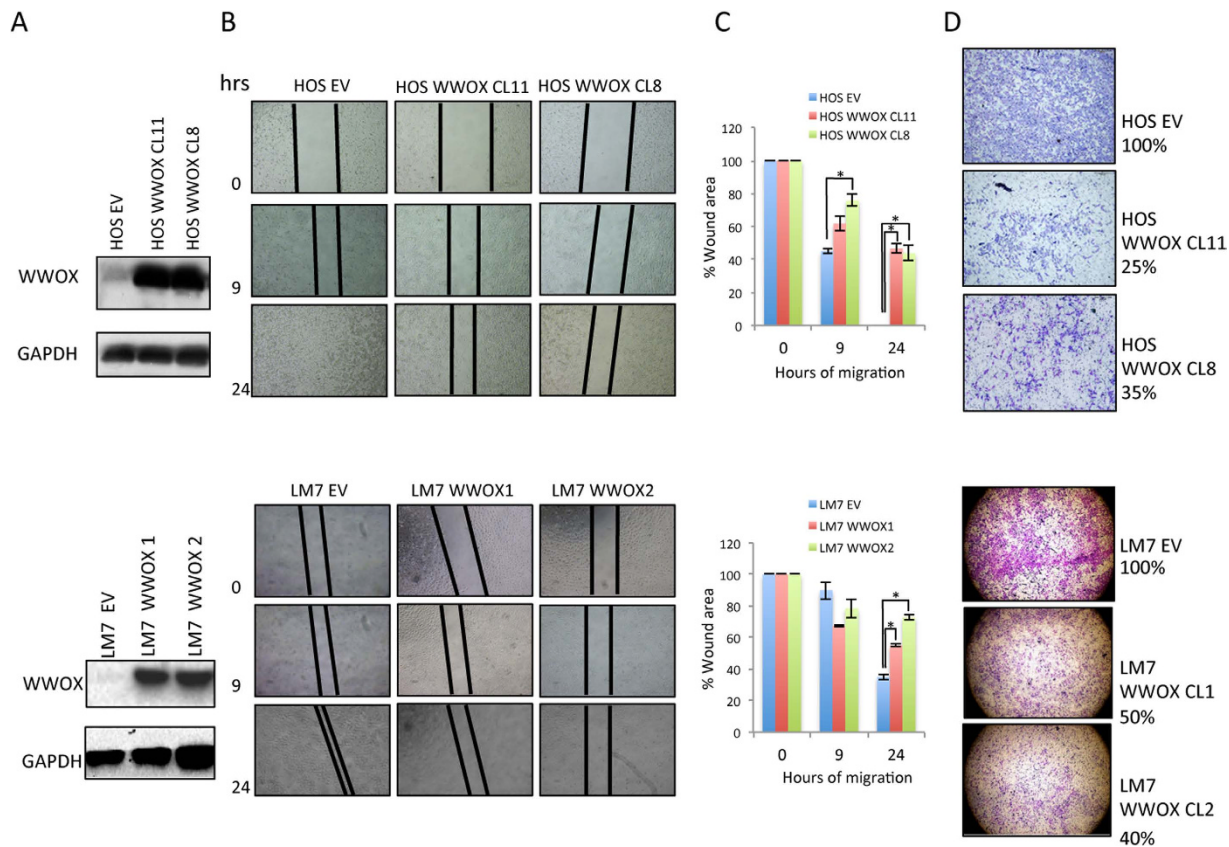 A
B
C
D
hrs
HOS EV
HOS WWOX CL11
HOS WWOX CL8
WWOX
GAPDH
HOS EV
HOS WWOX CL11
HOS WWOX CL8
0
9
24
HOS EV
HOS WWOX CL11
HOS WWOX CL8
% Wound area
120
100
80
60
40
20
0
*
*
*
0
9
24
Hours of migration
HOS EV
100%
HOS
WWOX CL11
25%
HOS
WWOX CL8
35%
LM7 EV
LM7 WWOX 1
LM7 WWOX 2
WWOX
GAPDH
LM7 EV
LM7 WWOX1
LM7 WWOX2
0
9
24
LM7 EV
LM7 WWOX1
LM7 WWOX2
% Wound area
120
100
80
60
40
20
0
*
*
0
9
24
Hours of migration
LM7 EV
100%
LM7
WWOX CL1
50%
LM7
WWOX CL2
40%